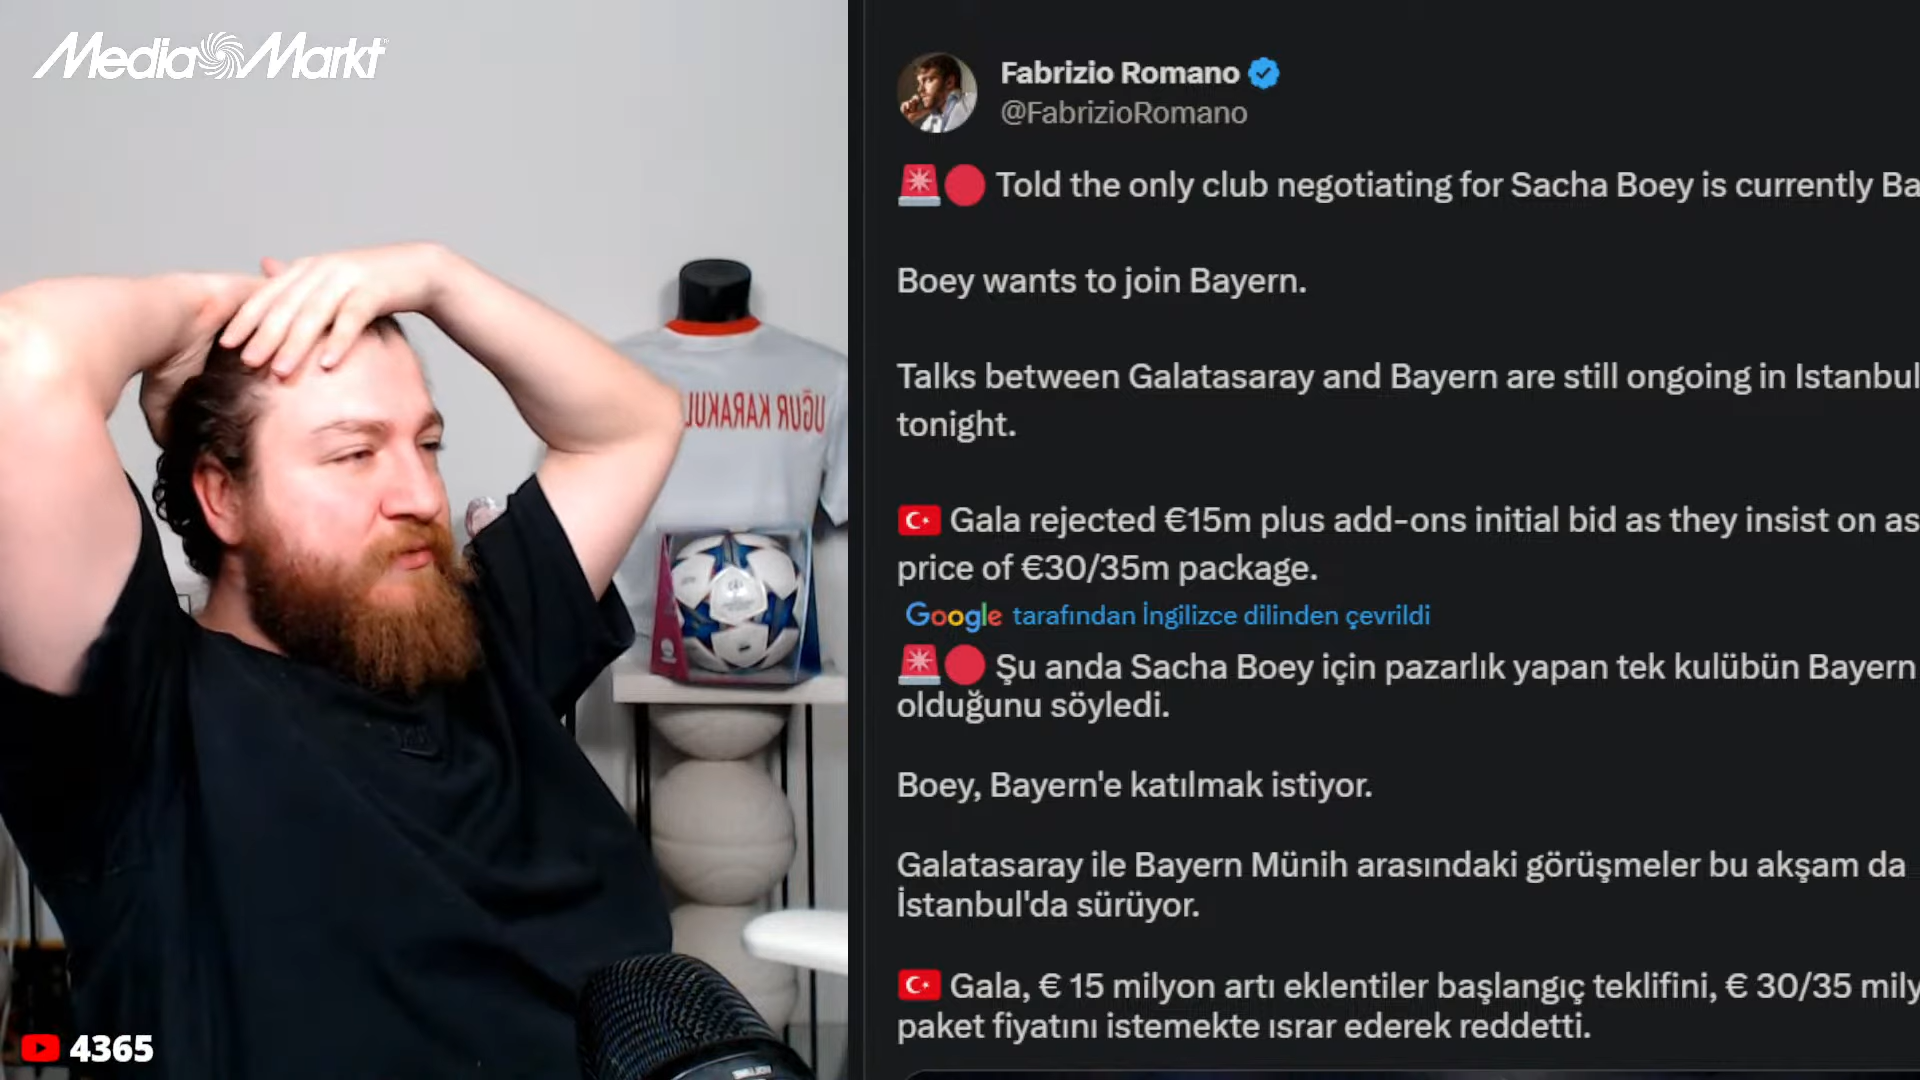 MediaMarkt
UĞUR KARAKUL
4365
Fabrizio Romano
@FabrizioRomano
Told the only club negotiating for Sacha Boey is currently Ba
Boey wants to join Bayern.
Talks between Galatasaray and Bayern are still ongoing in Istanbul
tonight.
Gala rejected €15m plus add-ons initial bid as they insist on as
price of €30/35m package.
Google tarafından İngilizce dilinden çevrildi
Şu anda Sacha Boey için pazarlık yapan tek kulübün Bayern
olduğunu söyledi.
Boey, Bayern'e katılmak istiyor.
Galatasaray ile Bayern Münih arasındaki görüşmeler bu akşam da
İstanbul'da sürüyor.
Gala, € 15 milyon artı eklentiler başlangıç teklifini, € 30/35 mily
paket fiyatını istemekte ısrar ederek reddetti.